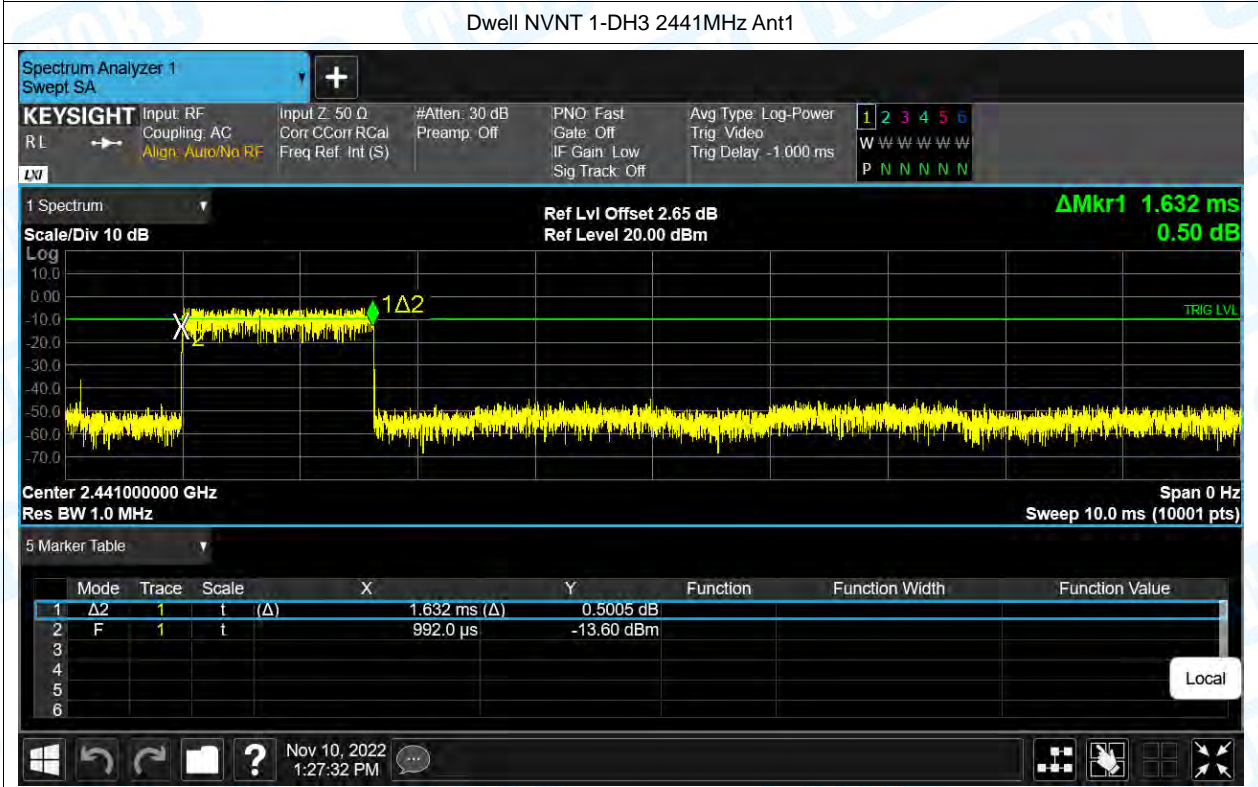 Dwell NVNT 1-DH3 2441MHz Ant1
Spectrum Analyzer 1
Swept SA
+
KEYSIGHT Input: RF Input Z: 50 Ω #Atten: 30 dB PNO: Fast Avg Type: Log-Power 1 2 3 4 5 6
RL Coupling: AC Corr CCorr RCal Preamp: Off Gate: Off Trig: Video W W W W W W
Align: Auto/No RF Freq Ref: Int (S) IF Gain: Low Trig Delay: -1.000 ms P N N N N N
LXI Sig Track: Off
1 Spectrum Ref Lvl Offset 2.65 dB ΔMkr1 1.632 ms
Scale/Div 10 dB Ref Level 20.00 dBm 0.50 dB
Log
10.0
0.00
1Δ2
TRIG LVL
-10.0
2
-20.0
-30.0
-40.0
-50.0
-60.0
-70.0
Center 2.441000000 GHz Span 0 Hz
Res BW 1.0 MHz Sweep 10.0 ms (10001 pts)
5 Marker Table
Mode Trace Scale X Y Function Function Width Function Value
1 Δ2 1 t (Δ) 1.632 ms (Δ) 0.5005 dB
2 F 1 t 992.0 µs -13.60 dBm
3
4
5
6
Local
? Nov 10, 2022
1:27:32 PM